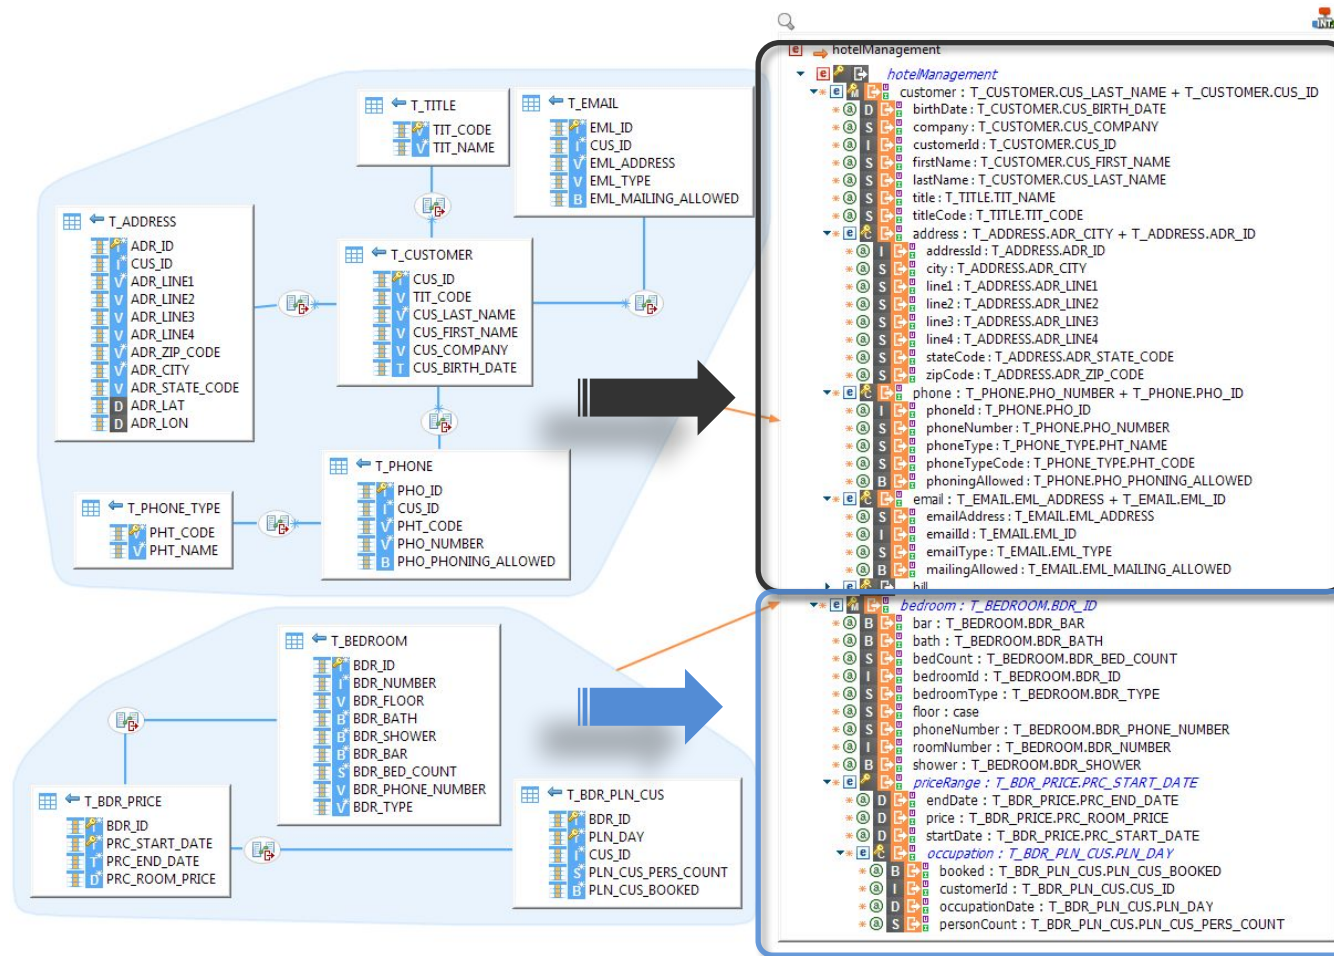 T_TITLE
TIT_CODE
TIT_NAME
T_EMAIL
EML_ID
CUS_ID
EML_ADDRESS
EML_TYPE
EML_MAILING_ALLOWED
T_ADDRESS
ADR_ID
CUS_ID
ADR_LINE1
ADR_LINE2
ADR_LINE3
ADR_LINE4
ADR_ZIP_CODE
ADR_CITY
ADR_STATE_CODE
ADR_LAT
ADR_LON
T_CUSTOMER
CUS_ID
TIT_CODE
CUS_LAST_NAME
CUS_FIRST_NAME
CUS_COMPANY
CUS_BIRTH_DATE
T_PHONE
PHO_ID
CUS_ID
PHT_CODE
PHO_NUMBER
PHO_PHONING_ALLOWED
T_PHONE_TYPE
PHT_CODE
PHT_NAME
T_BEDROOM
BDR_ID
BDR_NUMBER
BDR_FLOOR
BDR_BATH
BDR_SHOWER
BDR_BAR
BDR_BED_COUNT
BDR_PHONE_NUMBER
BDR_TYPE
T_BDR_PRICE
BDR_ID
PRC_START_DATE
PRC_END_DATE
PRC_ROOM_PRICE
T_BDR_PLN_CUS
BDR_ID
PLN_DAY
CUS_ID
PLN_CUS_PERS_COUNT
PLN_CUS_BOOKED
hotelManagement
hotelManagement
customer : T_CUSTOMER.CUS_LAST_NAME + T_CUSTOMER.CUS_ID
birthDate : T_CUSTOMER.CUS_BIRTH_DATE
company : T_CUSTOMER.CUS_COMPANY
customerId : T_CUSTOMER.CUS_ID
firstName : T_CUSTOMER.CUS_FIRST_NAME
lastName : T_CUSTOMER.CUS_LAST_NAME
title : T_TITLE.TIT_NAME
titleCode : T_TITLE.TIT_CODE
address : T_ADDRESS.ADR_CITY + T_ADDRESS.ADR_ID
addressId : T_ADDRESS.ADR_ID
city : T_ADDRESS.ADR_CITY
line1 : T_ADDRESS.ADR_LINE1
line2 : T_ADDRESS.ADR_LINE2
line3 : T_ADDRESS.ADR_LINE3
line4 : T_ADDRESS.ADR_LINE4
stateCode : T_ADDRESS.ADR_STATE_CODE
zipCode : T_ADDRESS.ADR_ZIP_CODE
phone : T_PHONE.PHO_NUMBER + T_PHONE.PHO_ID
phoneId : T_PHONE.PHO_ID
phoneNumber : T_PHONE.PHO_NUMBER
phoneType : T_PHONE_TYPE.PHT_NAME
phoneTypeCode : T_PHONE_TYPE.PHT_CODE
phoningAllowed : T_PHONE.PHO_PHONING_ALLOWED
email : T_EMAIL.EML_ADDRESS + T_EMAIL.EML_ID
emailAddress : T_EMAIL.EML_ADDRESS
emailId : T_EMAIL.EML_ID
emailType : T_EMAIL.EML_TYPE
mailingAllowed : T_EMAIL.EML_MAILING_ALLOWED
bill
bedroom : T_BEDROOM.BDR_ID
bar : T_BEDROOM.BDR_BAR
bath : T_BEDROOM.BDR_BATH
bedCount : T_BEDROOM.BDR_BED_COUNT
bedroomId : T_BEDROOM.BDR_ID
bedroomType : T_BEDROOM.BDR_TYPE
floor : case
phoneNumber : T_BEDROOM.BDR_PHONE_NUMBER
roomNumber : T_BEDROOM.BDR_NUMBER
shower : T_BEDROOM.BDR_SHOWER
priceRange : T_BDR_PRICE.PRC_START_DATE
endDate : T_BDR_PRICE.PRC_END_DATE
price : T_BDR_PRICE.PRC_ROOM_PRICE
startDate : T_BDR_PRICE.PRC_START_DATE
occupation : T_BDR_PLN_CUS.PLN_DAY
booked : T_BDR_PLN_CUS.PLN_CUS_BOOKED
customerId : T_BDR_PLN_CUS.CUS_ID
occupationDate : T_BDR_PLN_CUS.PLN_DAY
personCount : T_BDR_PLN_CUS.PLN_CUS_PERS_COUNT